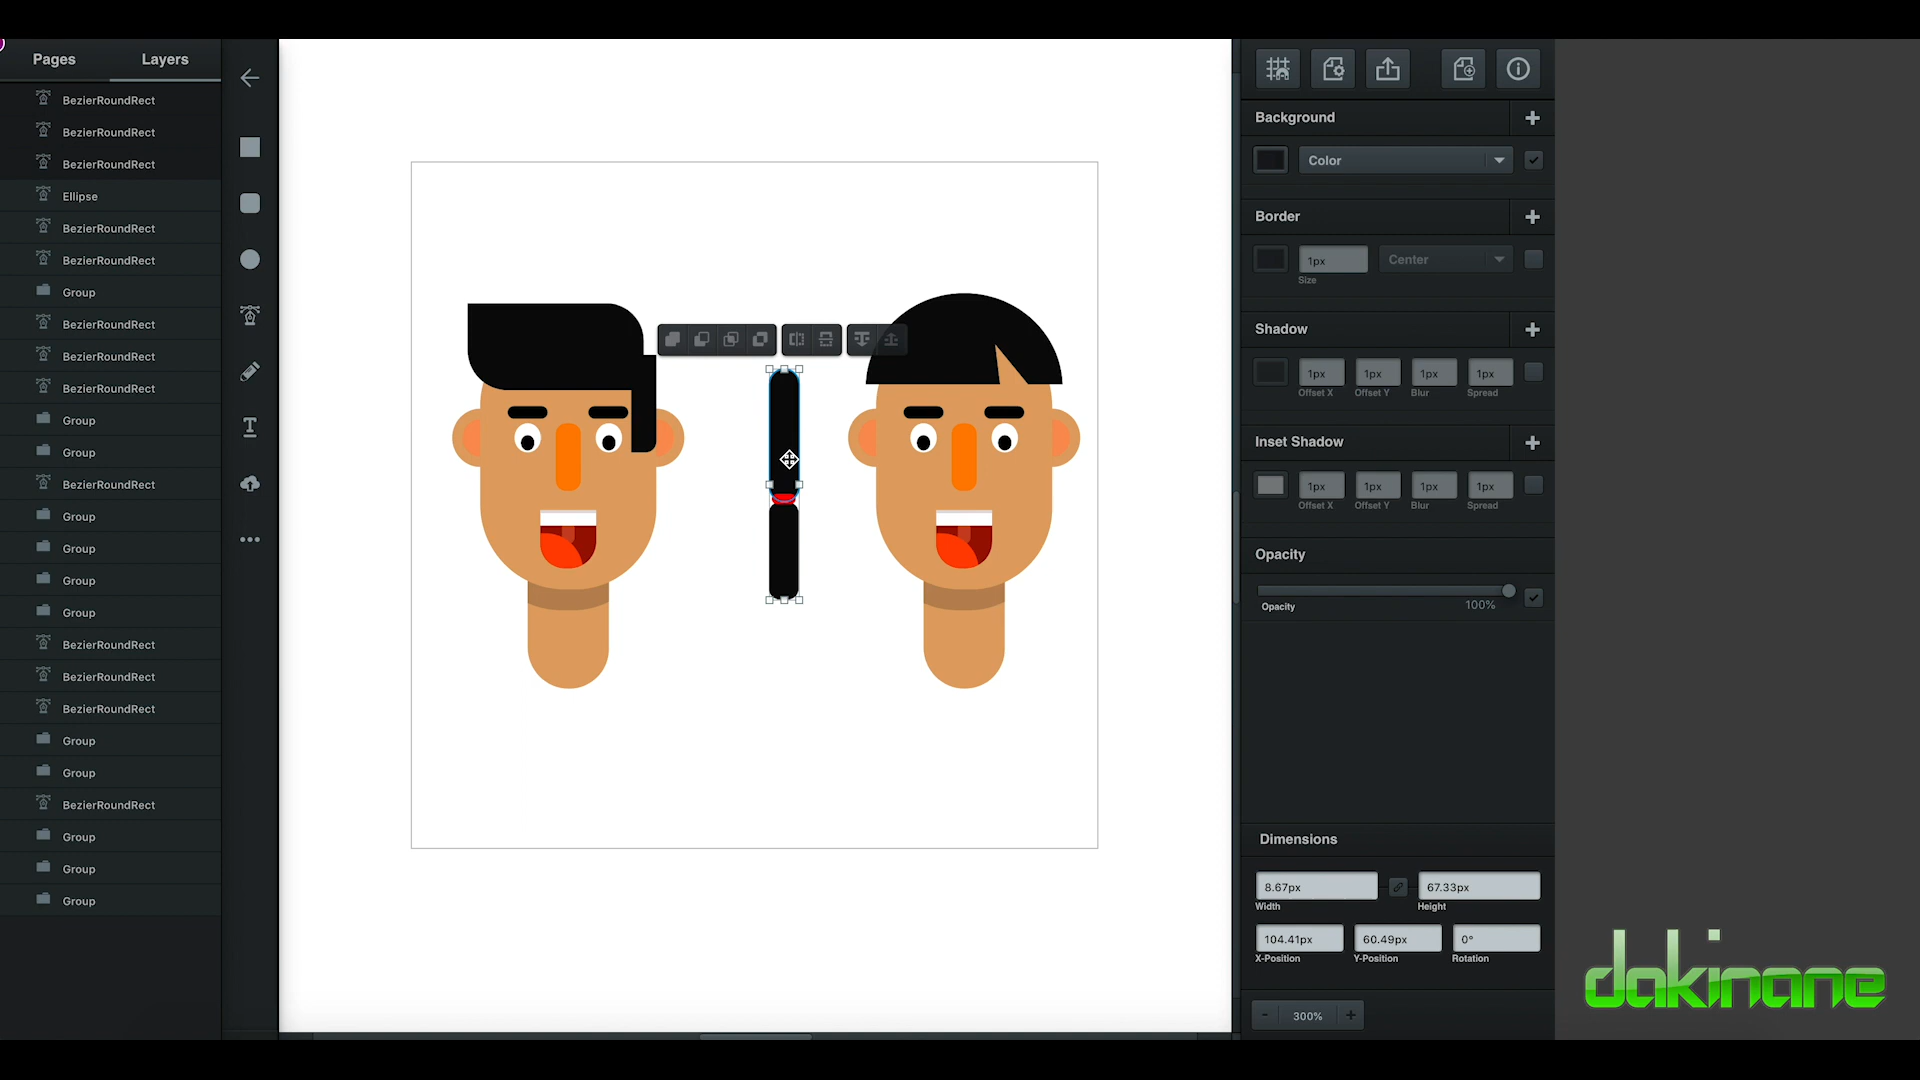 Pages
Layers
BezierRoundRect
BezierRoundRect
BezierRoundRect
Ellipse
BezierRoundRect
BezierRoundRect
Group
BezierRoundRect
BezierRoundRect
BezierRoundRect
Group
Group
BezierRoundRect
Group
Group
Group
Group
BezierRoundRect
BezierRoundRect
BezierRoundRect
Group
Group
BezierRoundRect
Group
Group
Group
Background
Color
Border
1px
Center
Size
Shadow
1px 1px 1px 1px
Offset X Offset Y Blur Spread
Inset Shadow
1px 1px 1px 1px
Offset X Offset Y Blur Spread
Opacity
Opacity 100%
Dimensions
8.67px 67.33px
Width Height
104.41px 60.49px 0°
X-Position Y-Position Rotation
- 300% +
dakinane